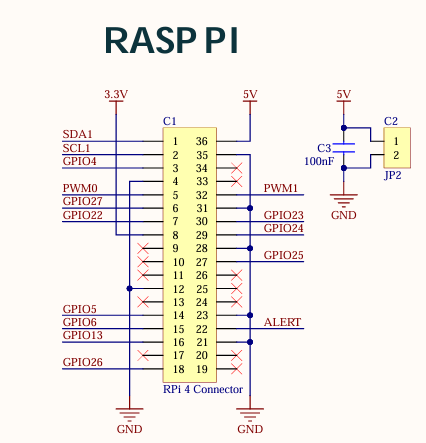 RASP PI
3.3V 5V 5V
C1 C2
SDA1 1 36
SCL1 2 35
GPIO4 3 34
4 33
PWM0 5 32 PWM1
GPIO27 6 31
GPIO22 7 30 GPIO23
8 29 GPIO24
9 28
10 27 GPIO25
11 26
12 25
13 24
GPIO5 14 23
GPIO6 15 22 ALERT
GPIO13 16 21
17 20
GPIO26 18 19
RPi 4 Connector
GND GND
C3
100nF
1
2
JP2
GND